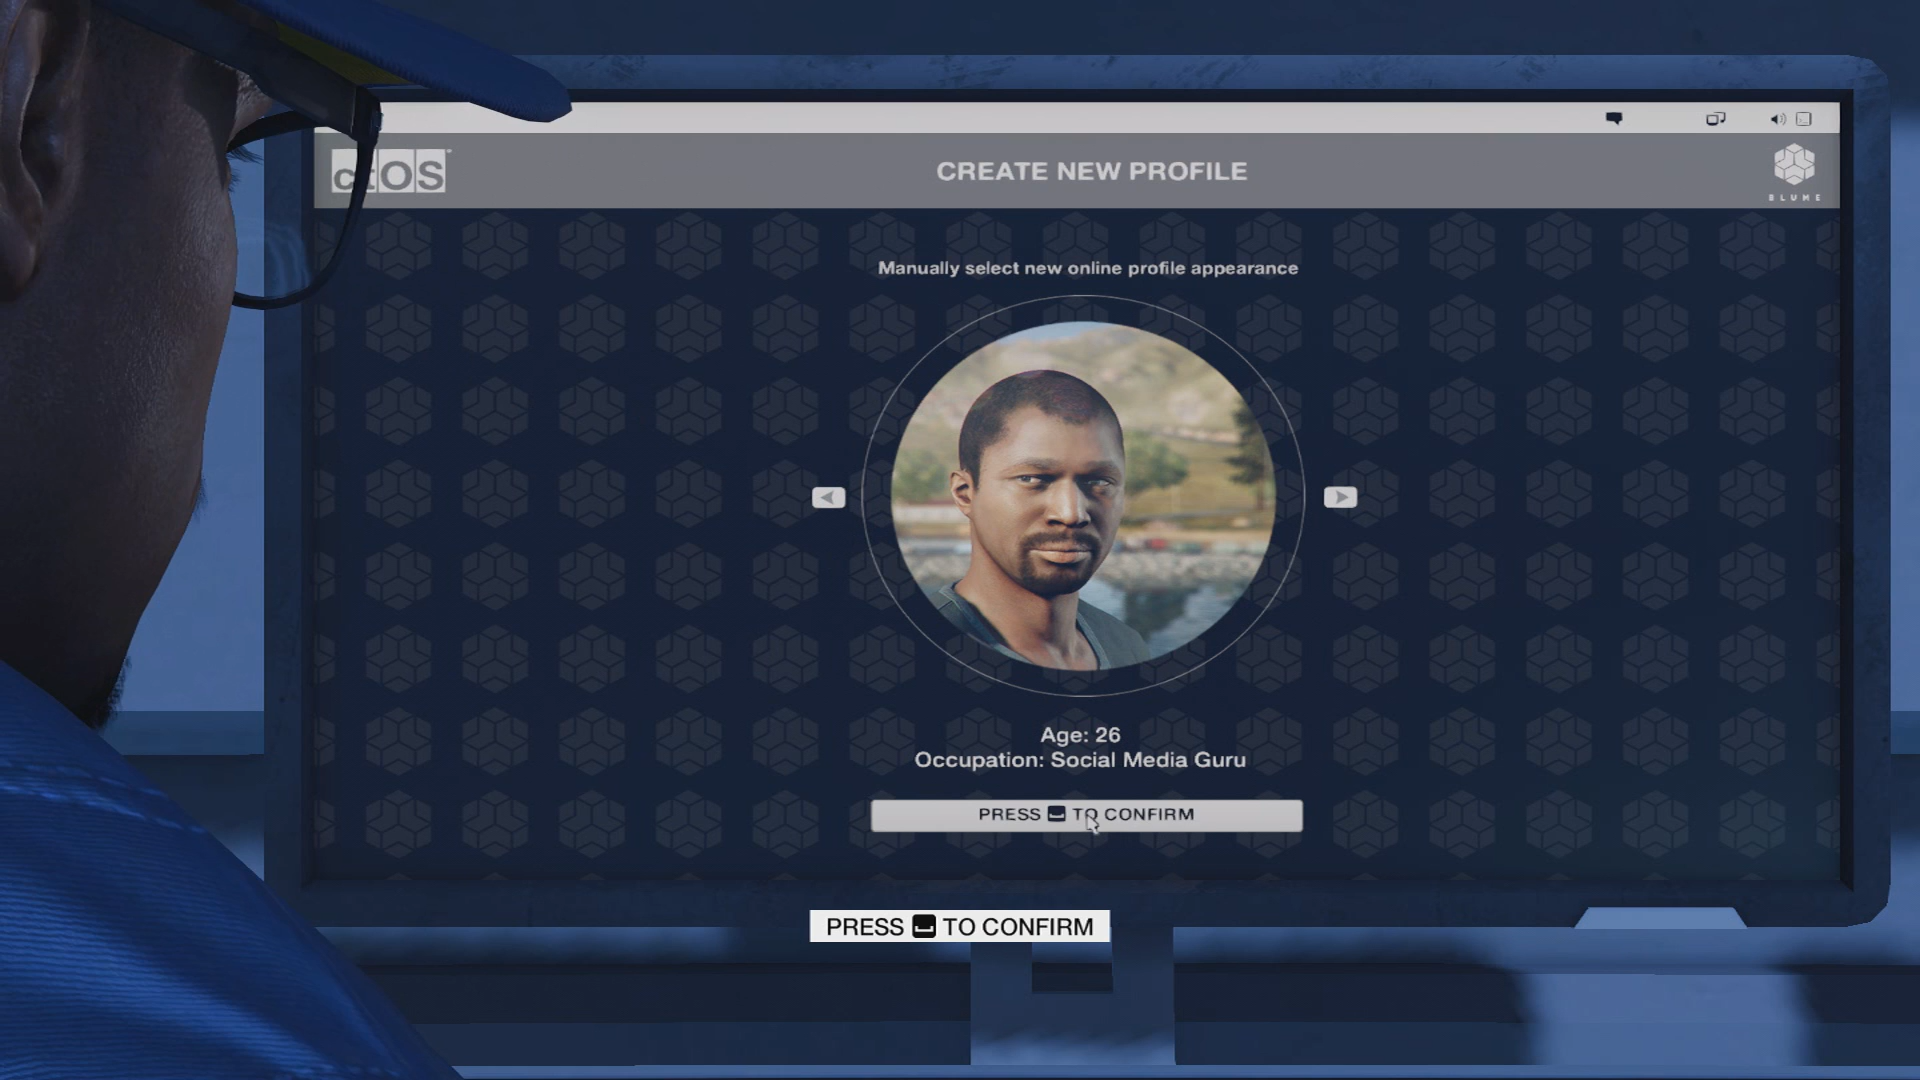 ctOS
CREATE NEW PROFILE
BLUME
Manually select new online profile appearance
Age: 26
Occupation: Social Media Guru
PRESS TO CONFIRM
PRESS TO CONFIRM